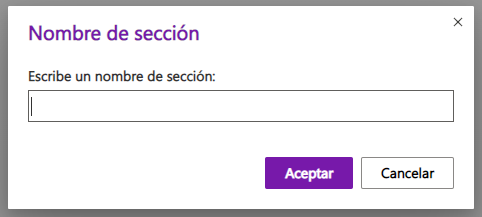 Nombre de sección
Escribe un nombre de sección:
Aceptar
Cancelar